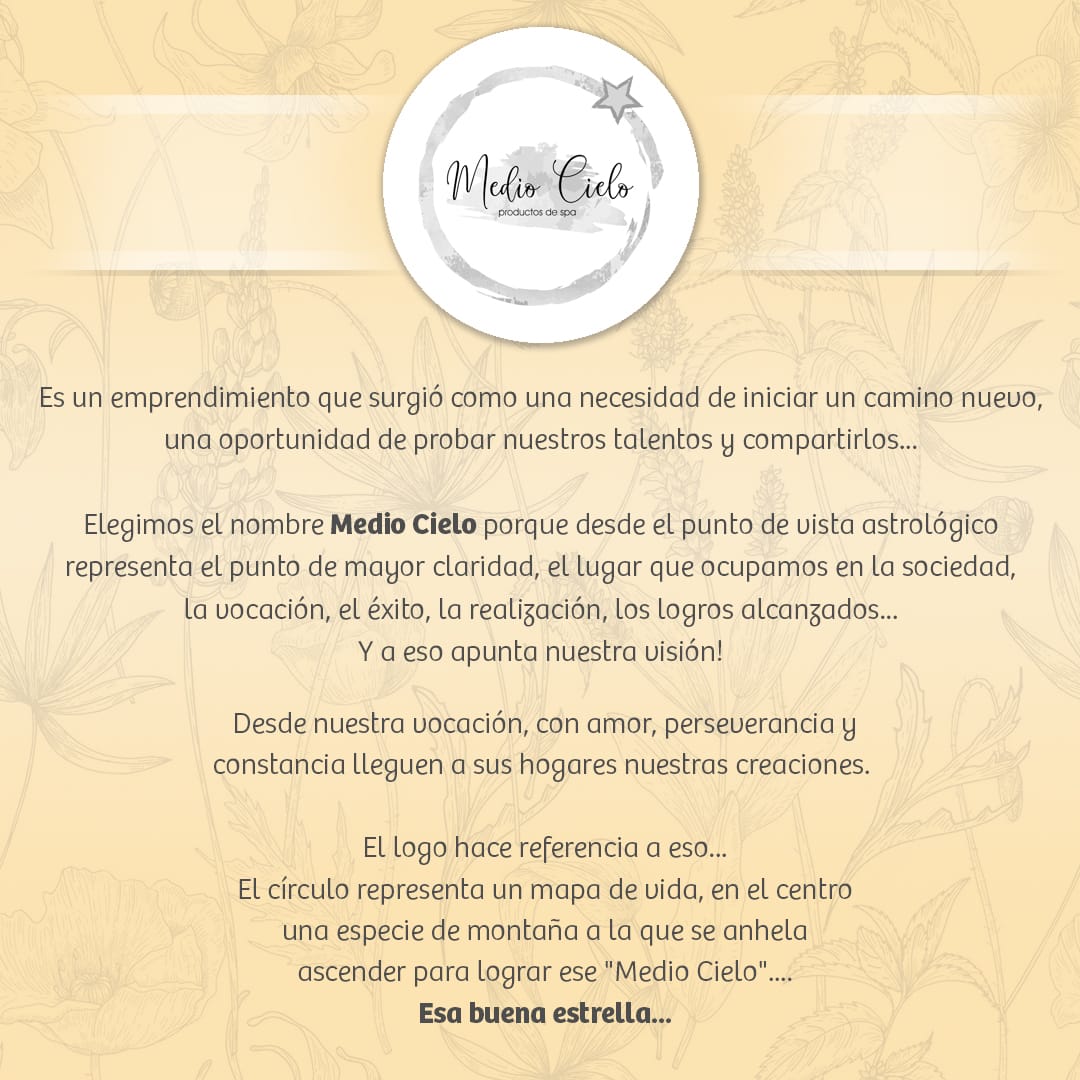 Medio Cielo
productos de spa
Es un emprendimiento que surgió como una necesidad de iniciar un camino nuevo,
una oportunidad de probar nuestros talentos y compartirlos...
Elegimos el nombre Medio Cielo porque desde el punto de vista astrológico
representa el punto de mayor claridad, el lugar que ocupamos en la sociedad,
la vocación, el éxito, la realización, los logros alcanzados...
Y a eso apunta nuestra visión!
Desde nuestra vocación, con amor, perseverancia y
constancia lleguen a sus hogares nuestras creaciones.
El logo hace referencia a eso...
El círculo representa un mapa de vida, en el centro
una especie de montaña a la que se anhela
ascender para lograr ese "Medio Cielo"....
Esa buena estrella...